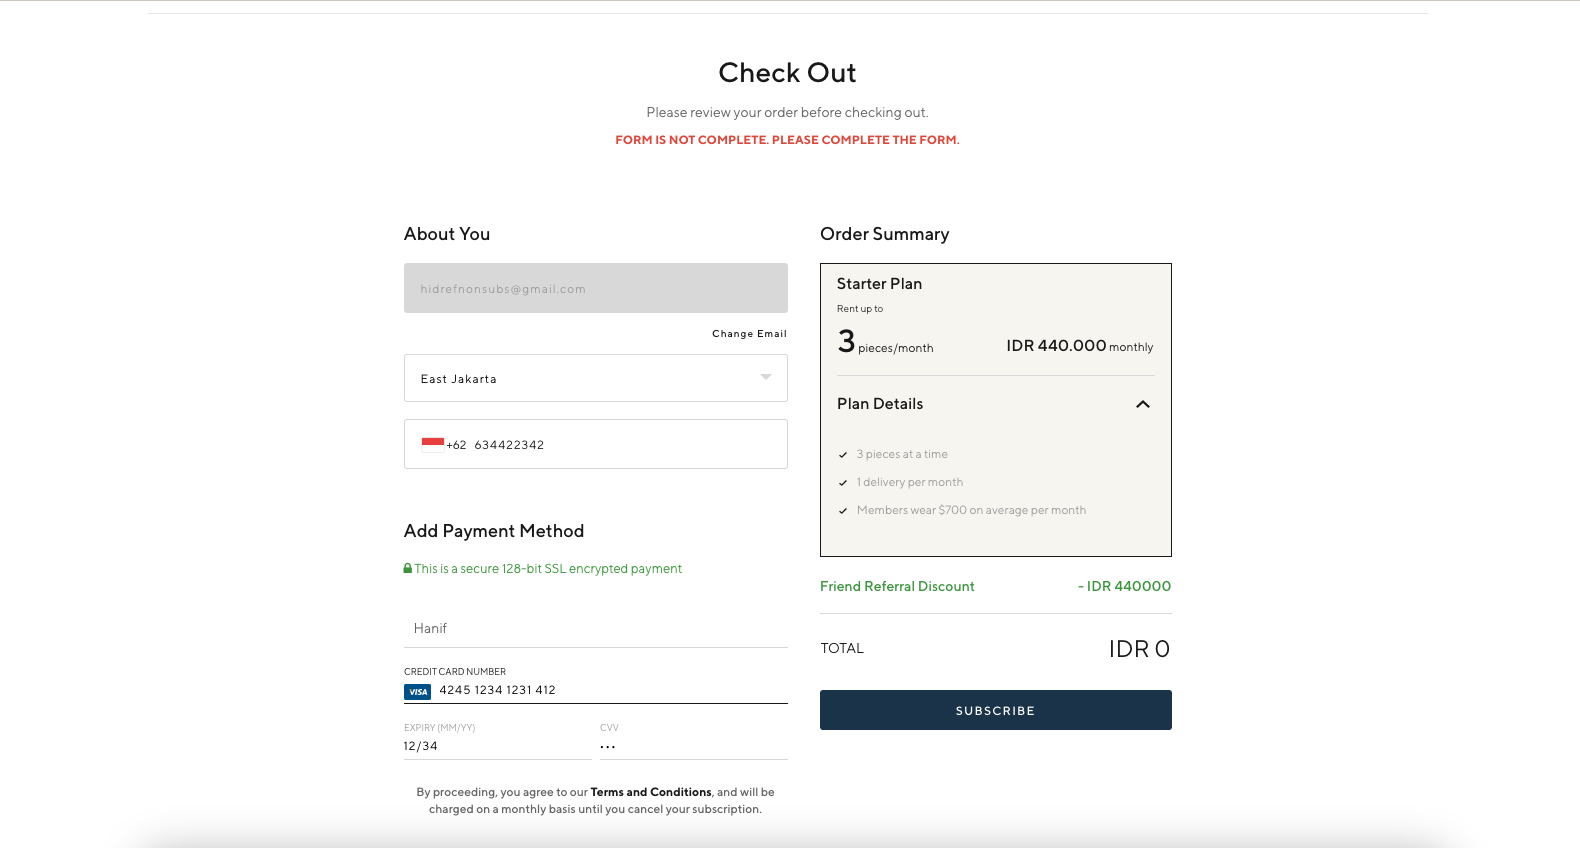 Check Out
Please review your order before checking out.
FORM IS NOT COMPLETE. PLEASE COMPLETE THE FORM.
About You
hidrefnonsubs@gmail.com
Change Email
East Jakarta
+62 634422342
Add Payment Method
This is a secure 128-bit SSL encrypted payment
Hanif
CREDIT CARD NUMBER
VISA 4245 1234 1231 412
EXPIRY (MM/YY) CVV
12/34 •••
By proceeding, you agree to our Terms and Conditions, and will be
charged on a monthly basis until you cancel your subscription.
Order Summary
Starter Plan
Rent up to
3 pieces/month IDR 440.000 monthly
Plan Details
3 pieces at a time
1 delivery per month
Members wear $700 on average per month
Friend Referral Discount - IDR 440000
TOTAL IDR 0
SUBSCRIBE